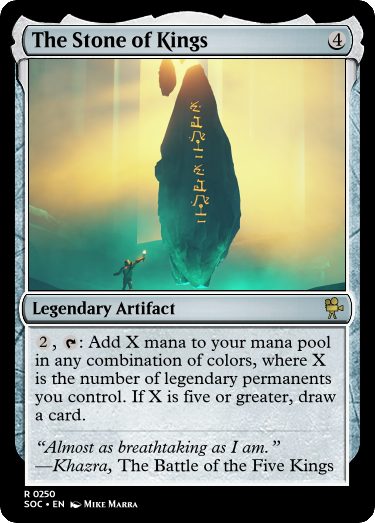 The Stone of Kings
4
Legendary Artifact
2, : Add X mana to your mana pool
in any combination of colors, where X
is the number of legendary permanents
you control. If X is five or greater, draw
a card.
“Almost as breathtaking as I am.”
—Khazra, The Battle of the Five Kings
R 0250
SOC • EN Mike Marra